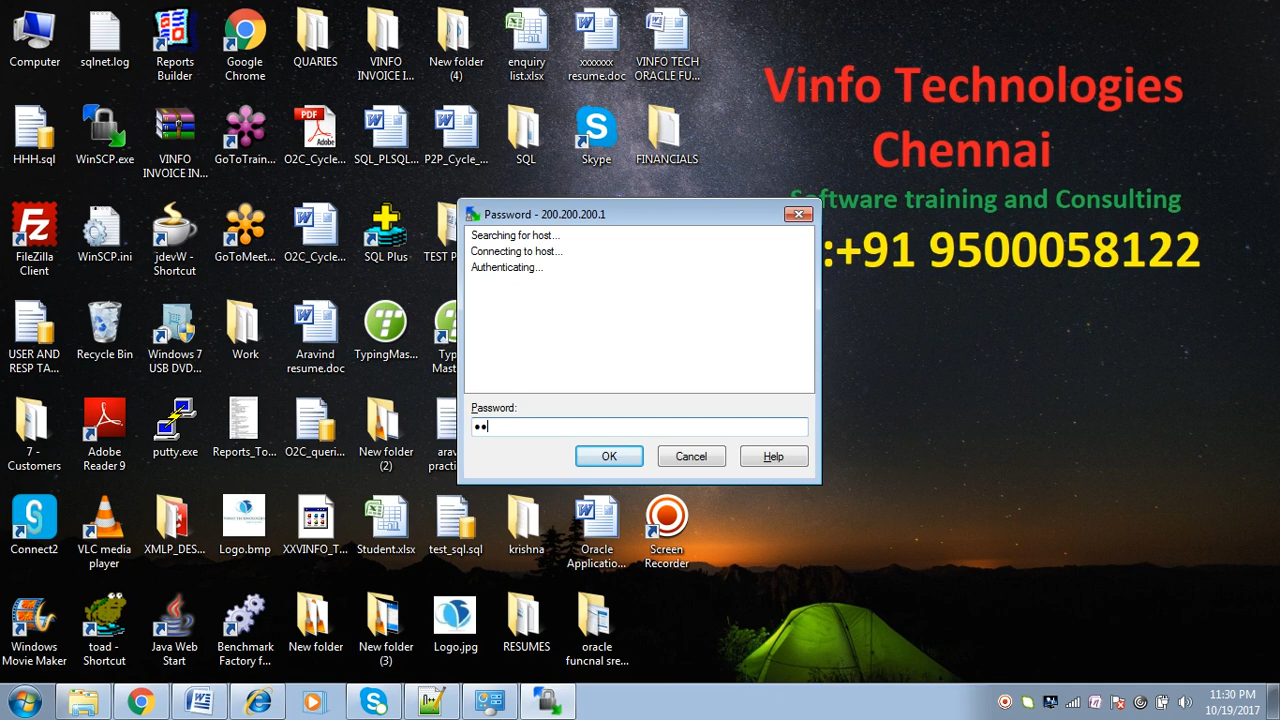 Computer
sqlnet.log
Reports
Builder
Google
Chrome
QUARIES
VINFO
INVOICE I...
New folder
(4)
enquiry
list.xlsx
xxxxxx
resume.doc
VINFO TECH
ORACLE FU...
HHH.sql
WinSCP.exe
VINFO
INVOICE IN...
GoToTrain...
O2C_Cycle...
SQL_PLSQL...
P2P_Cycle_...
SQL
Skype
FINANCIALS
Vinfo Technologies
Chennai
Software training and Consulting
:+91 9500058122
FileZilla
Client
WinSCP.ini
jdevW -
Shortcut
GoToMeet...
O2C_Cycle...
SQL Plus
TEST P
USER AND
RESP TA...
Recycle Bin
Windows 7
USB DVD...
Work
Aravind
resume.doc
TypingMas...
Typ
Mast
7 -
Customers
Adobe
Reader 9
putty.exe
Reports_To...
O2C_queri...
New folder
(2)
arav
practi
Password - 200.200.200.1
Searching for host...
Connecting to host...
Authenticating...
Password:
OK
Cancel
Help
Connect2
VLC media
player
XMLP_DES...
Logo.bmp
XXVINFO_T...
Student.xlsx
test_sql.sql
krishna
Oracle
Applicatio...
Screen
Recorder
Windows
Movie Maker
toad -
Shortcut
Java Web
Start
Benchmark
Factory f...
New folder
New folder
(3)
Logo.jpg
RESUMES
oracle
funcnal sre...
11:30 PM
10/19/2017